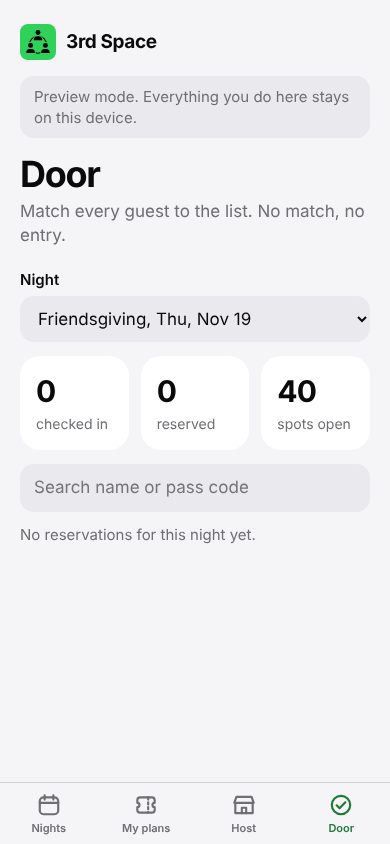 3rd Space
Preview mode. Everything you do here stays
on this device.
Door
Match every guest to the list. No match, no
entry.
Night
Friendsgiving, Thu, Nov 19
0
checked in
0
reserved
40
spots open
Search name or pass code
No reservations for this night yet.
Nights
My plans
Host
Door